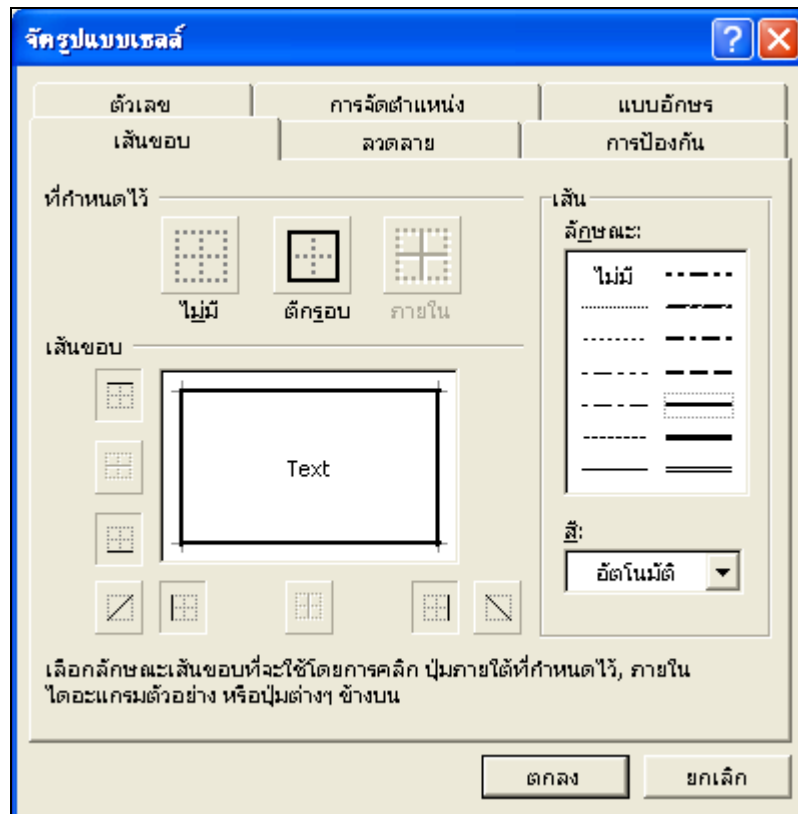 จัดรูปแบบเซลล์
ตัวเลข การจัดตำแหน่ง แบบอักษร
เส้นขอบ ลวดลาย การป้องกัน
ที่กำหนดไว้
ไม่มี ตีกรอบ ภายใน
เส้นขอบ
Text
เส้น
ลักษณะ:
ไม่มี
สี:
อัตโนมัติ
เลือกลักษณะเส้นขอบที่จะใช้โดยการคลิก ปุ่มภายใต้ที่กำหนดไว้, ภายใน
ไดอะแกรมตัวอย่าง หรือปุ่มต่างๆ ข้างบน
ตกลง ยกเลิก